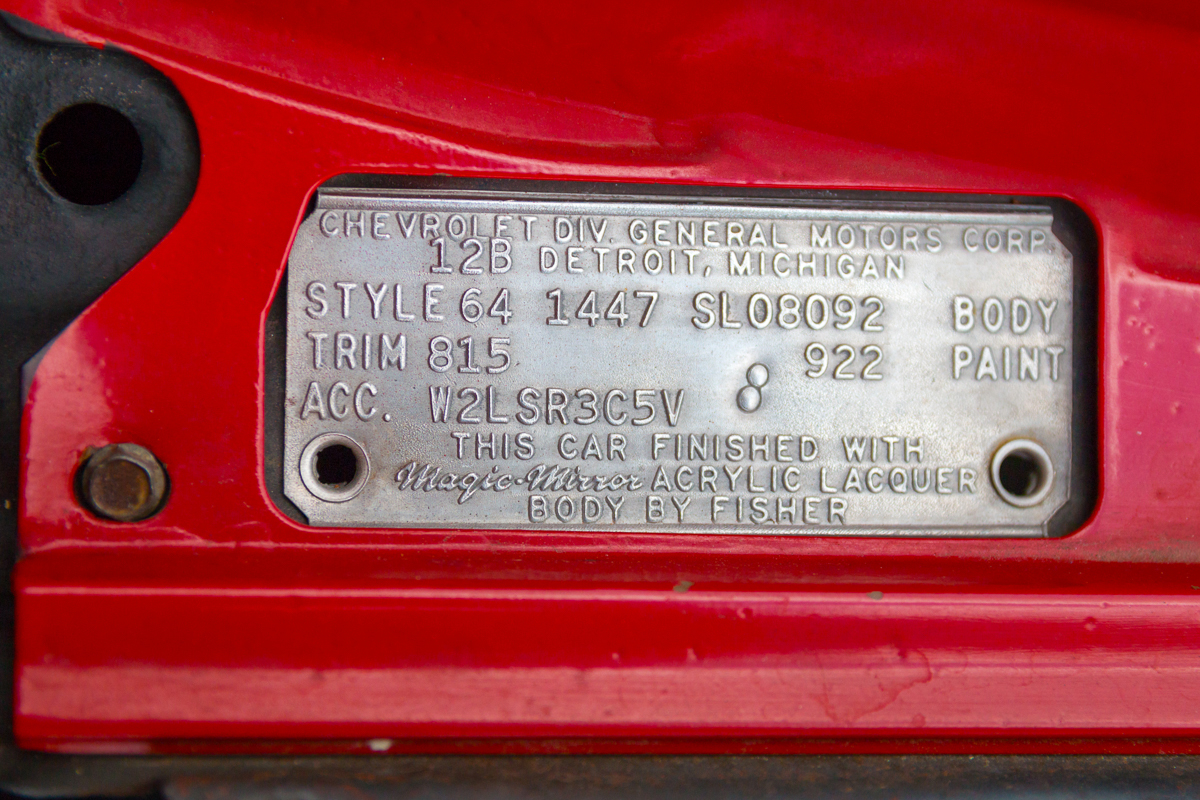 CHEVROLET DIV. GENERAL MOTORS CORP.
12B DETROIT, MICHIGAN
STYLE 64 1447 SL08092 BODY
TRIM 815 922 PAINT
ACC. W2LSR3C5V 8
THIS CAR FINISHED WITH
Magic-Mirror ACRYLIC LACQUER
BODY BY FISHER